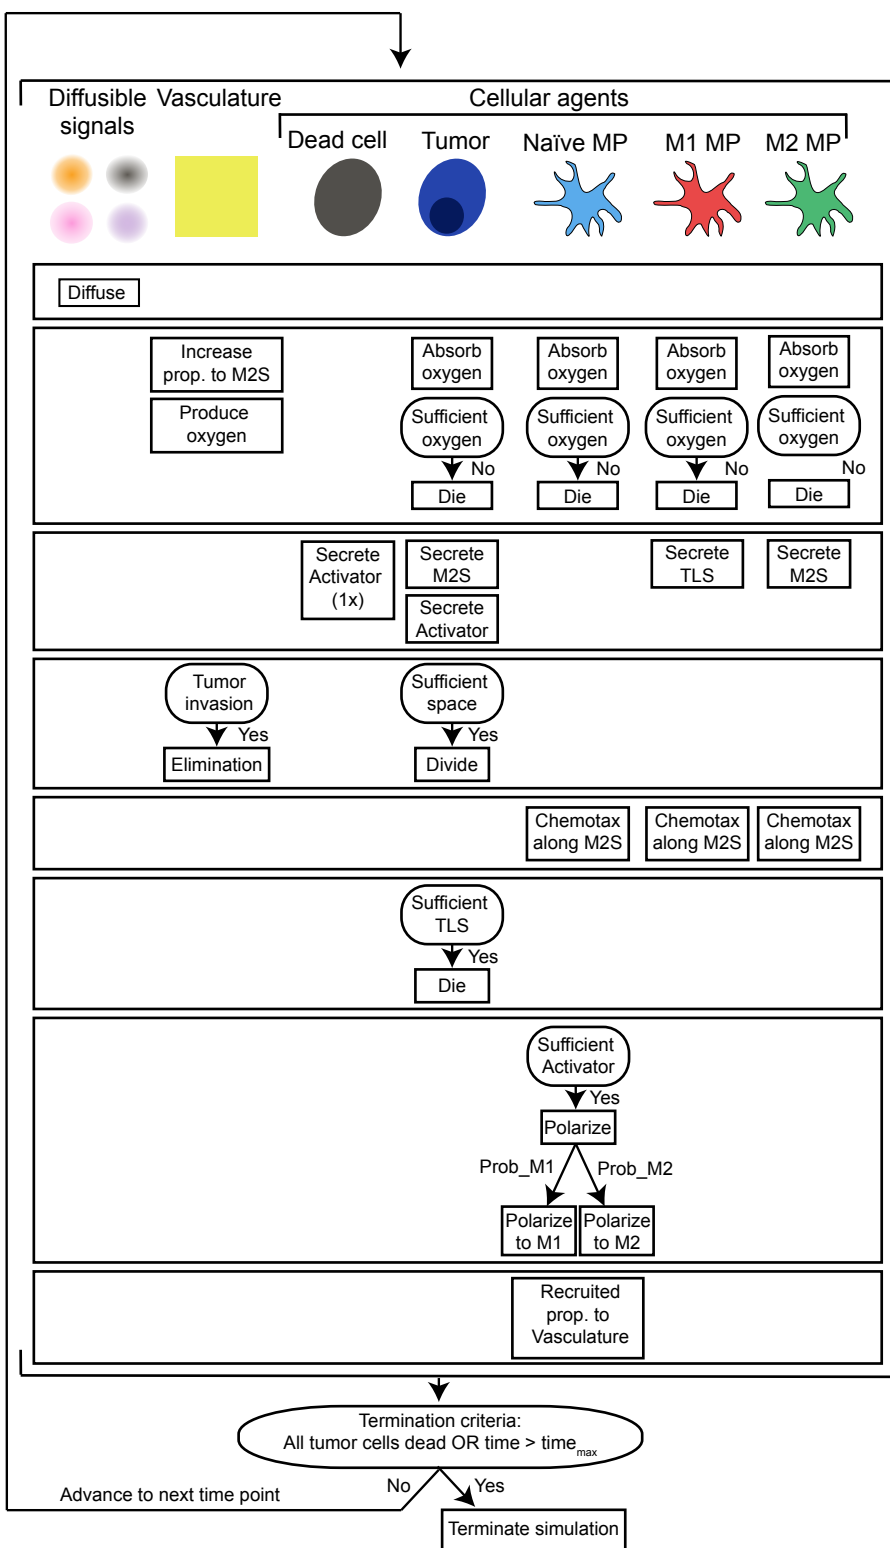 Diffusible
signals
Vasculature
Cellular agents
Dead cell
Tumor
Naïve MP
M1 MP
M2 MP
Diffuse
Increase
prop. to M2S
Produce
oxygen
Absorb
oxygen
Absorb
oxygen
Absorb
oxygen
Absorb
oxygen
Sufficient
oxygen
Sufficient
oxygen
Sufficient
oxygen
Sufficient
oxygen
No
No
No
No
Die
Die
Die
Die
Secrete
Activator
(1x)
Secrete
M2S
Secrete
Activator
Secrete
TLS
Secrete
M2S
Tumor
invasion
Yes
Elimination
Sufficient
space
Yes
Divide
Chemotax
along M2S
Chemotax
along M2S
Chemotax
along M2S
Sufficient
TLS
Yes
Die
Sufficient
Activator
Yes
Polarize
Prob_M1
Prob_M2
Polarize
to M1
Polarize
to M2
Recruited
prop. to
Vasculature
Termination criteria:
All tumor cells dead OR time > time_max
No
Yes
Advance to next time point
Terminate simulation